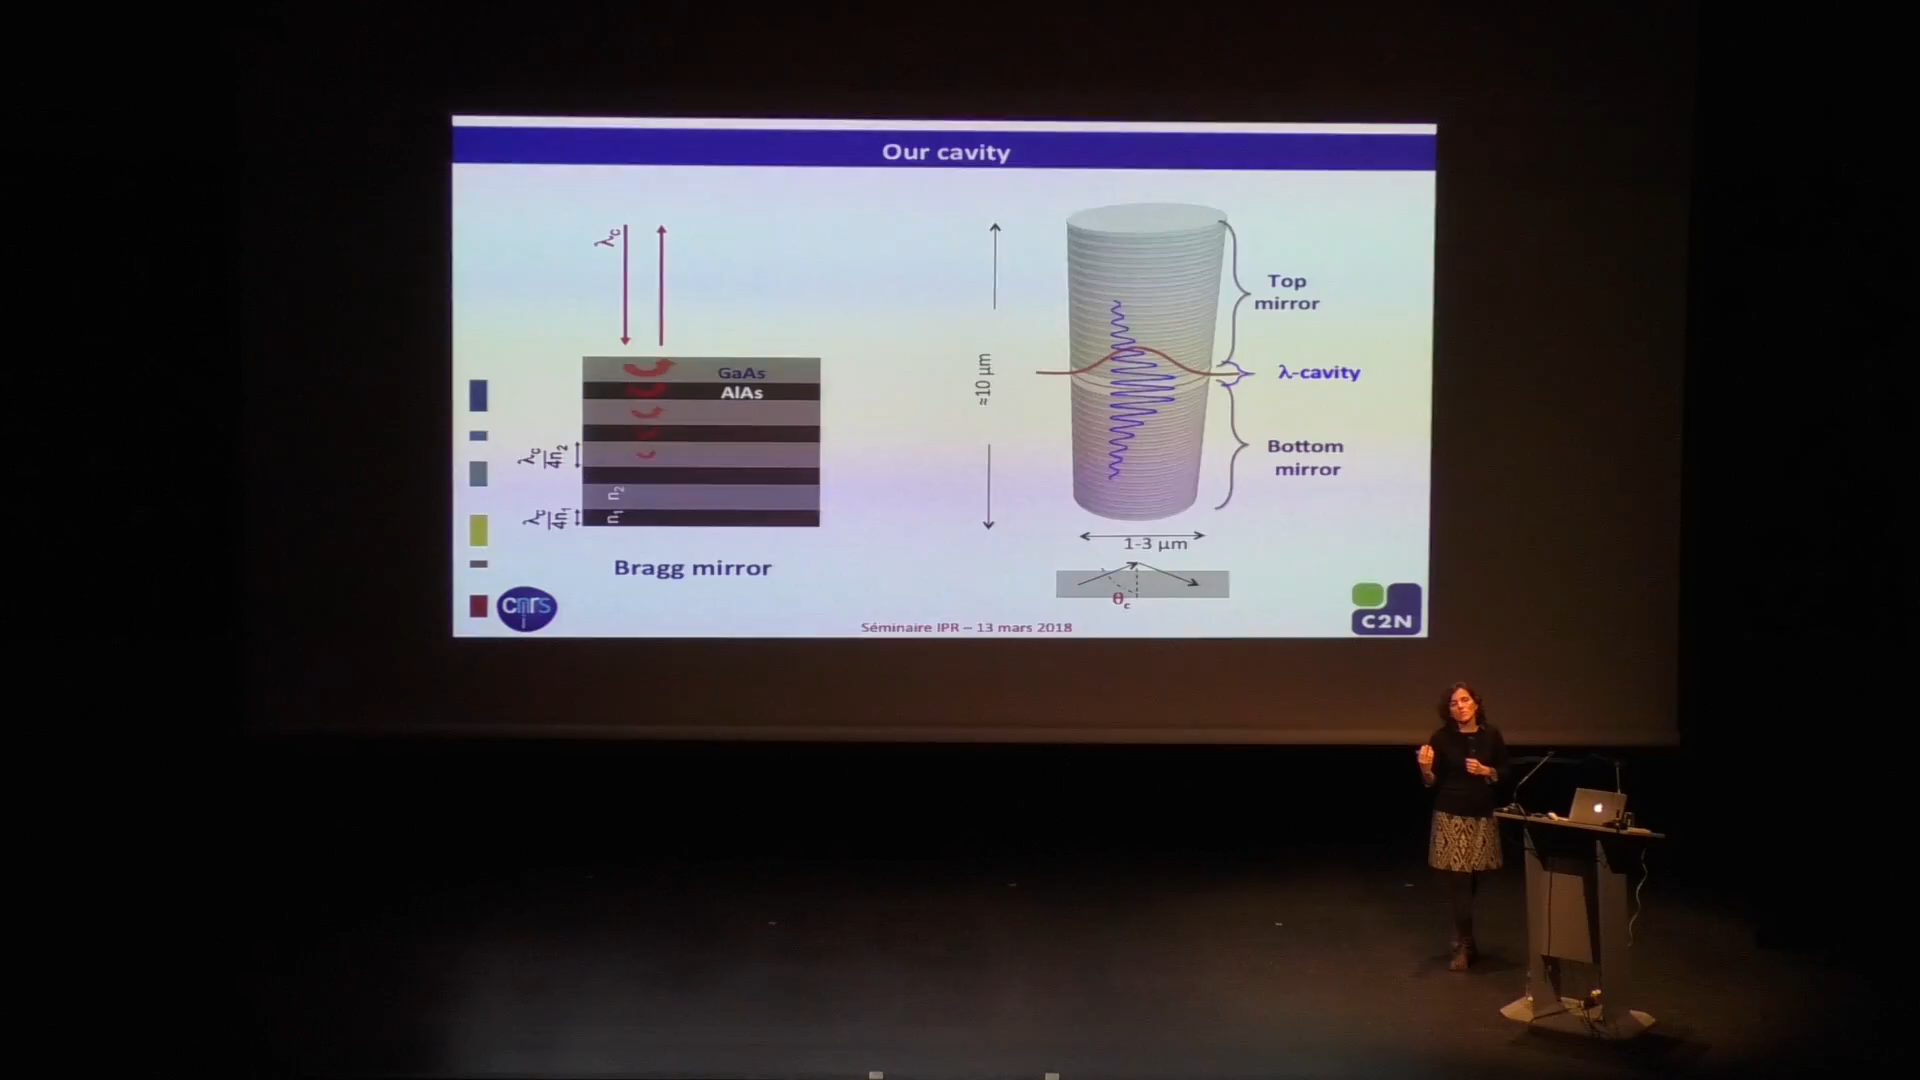 Our cavity
λc
GaAs
AlAs
λc
4n2
n2
λc
4n1
n1
Bragg mirror
≈10 µm
Top
mirror
λ-cavity
Bottom
mirror
1-3 µm
θc
cnrs
Séminaire IPR – 13 mars 2018
C2N